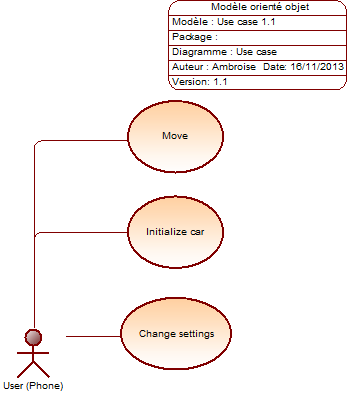 Modèle orienté objet
Modèle : Use case 1.1
Package :
Diagramme : Use case
Auteur : Ambroise  Date: 16/11/2013
Version: 1.1
Move
Initialize car
Change settings
User (Phone)